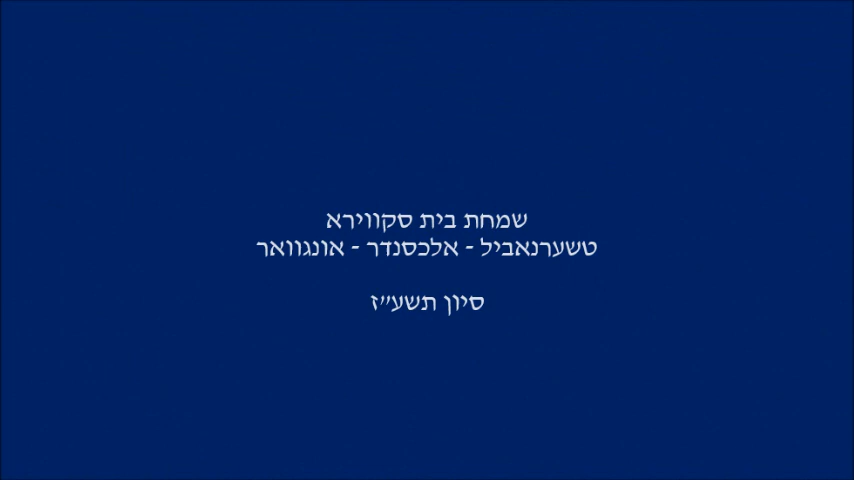 שמחת בית סקווירא
טשערנאביל - אלכסנדר - אונגוואר
סיון תשע״ז